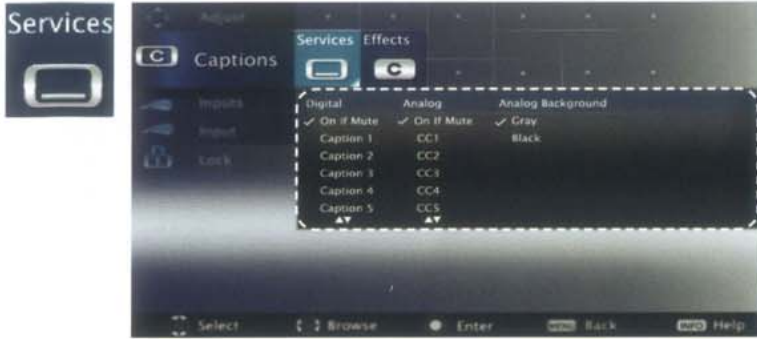 Services
Adjust
Services Effects
C Captions
C
Inputs
Digital Analog Analog Background
✓ On If Mute ✓ On If Mute ✓ Gray
Input
Caption 1 CC1 Black
Caption 2 CC2
Lock
Caption 3 CC3
Caption 4 CC4
Caption 5 CC5
Select Browse Enter MENU Back INFO Help